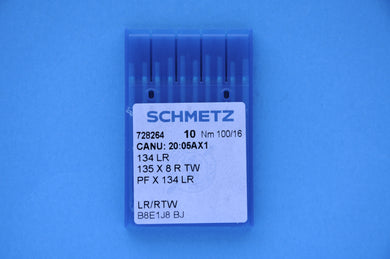 SCHMETZ
728264 10 Nm 100/16
CANU: 20:05AX1
134 LR
135 X 8 R TW
PF X 134 LR
LR/RTW
B8E1J8 BJ